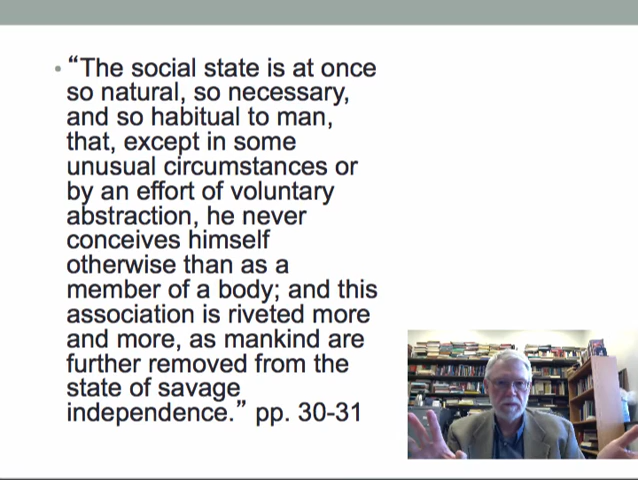 • “The social state is at once
so natural, so necessary,
and so habitual to man,
that, except in some
unusual circumstances or
by an effort of voluntary
abstraction, he never
conceives himself
otherwise than as a
member of a body; and this
association is riveted more
and more, as mankind are
further removed from the
state of savage
independence.” pp. 30-31